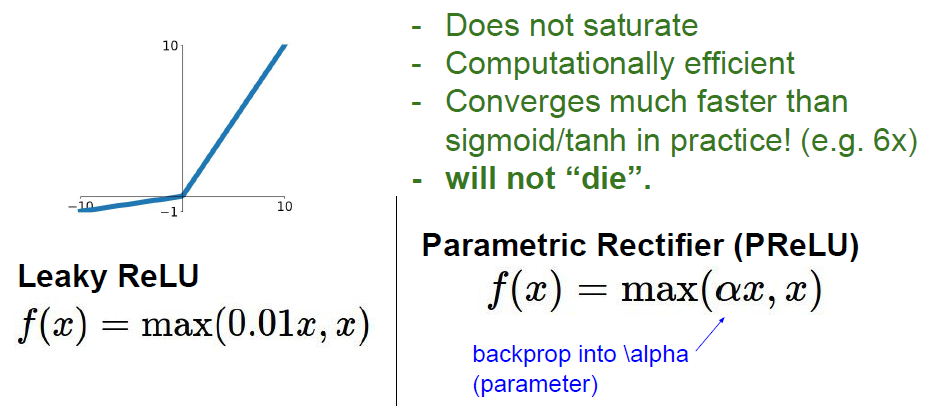 10
-10
-1
10
- Does not saturate
- Computationally efficient
- Converges much faster than
sigmoid/tanh in practice! (e.g. 6x)
- will not “die”.
Leaky ReLU
f(x) = max(0.01x, x)
Parametric Rectifier (PReLU)
f(x) = max(αx, x)
backprop into \alpha
(parameter)